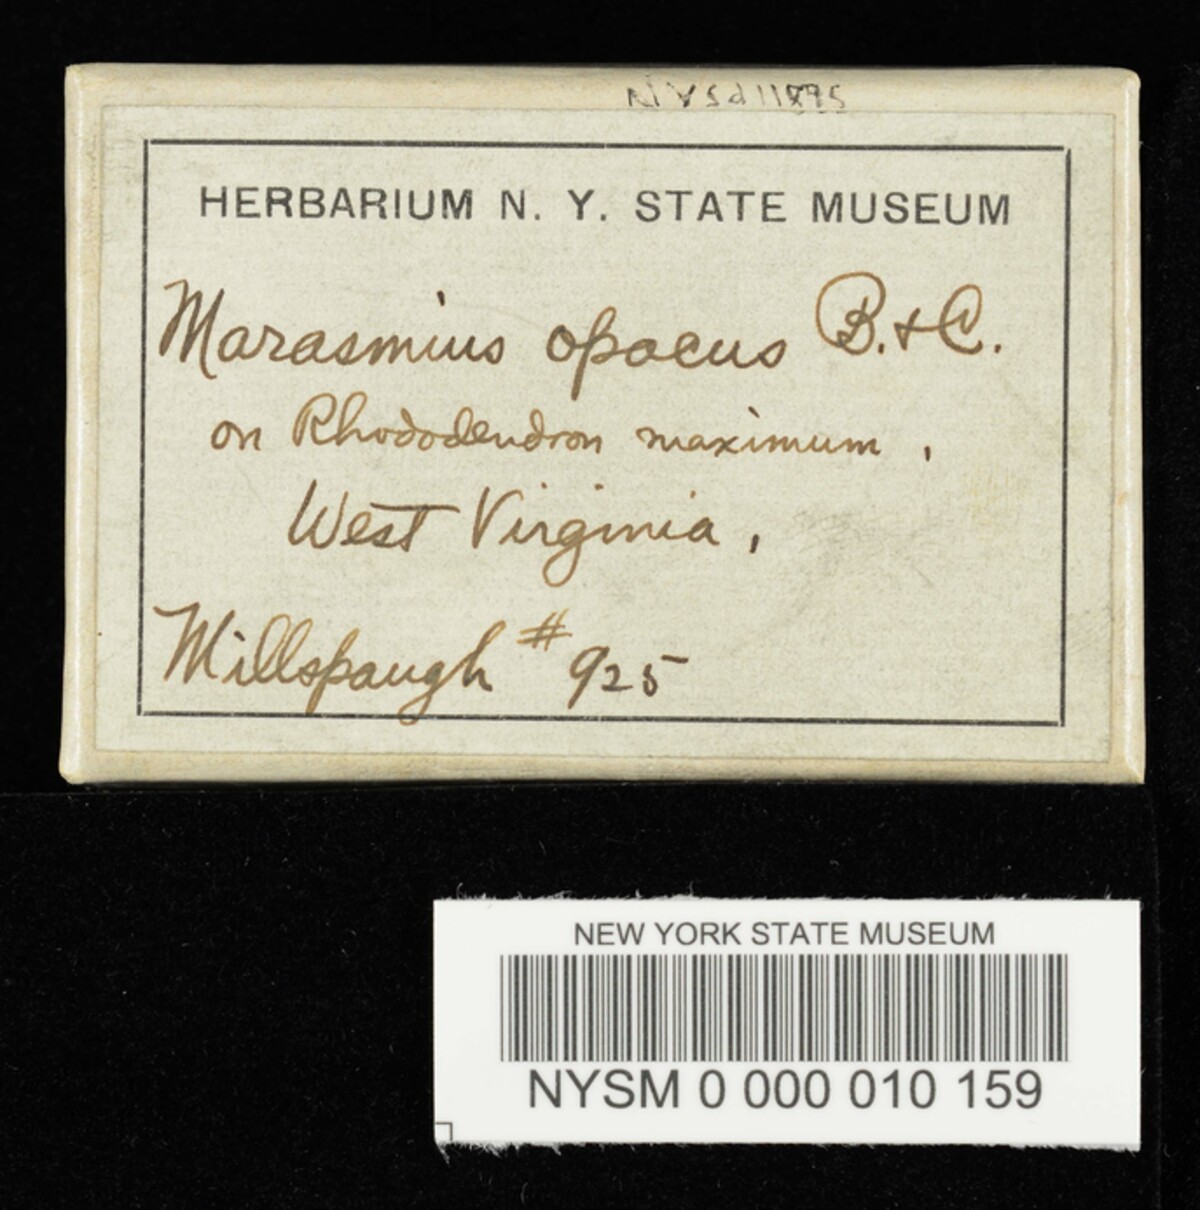 HERBARIUM N. Y. STATE MUSEUM
Marasmius opacus B. & C.
on Rhododendron maximum,
West Virginia,
Millspaugh # 925
NEW YORK STATE MUSEUM
NYSM 0 000 010 159